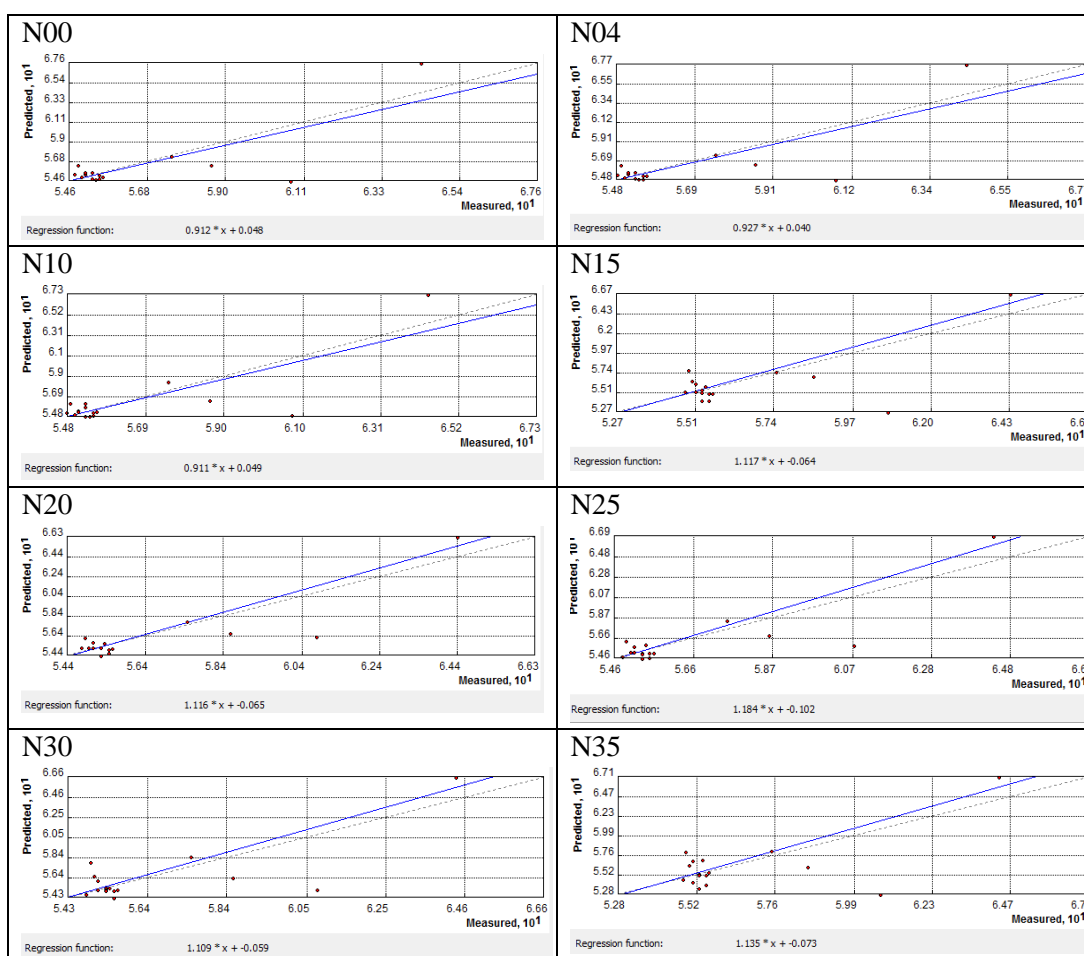 N00
Predicted, 10¹
6.76
6.54
6.33
6.11
5.9
5.68
5.46
5.46 5.68 5.90 6.11 6.33 6.54 6.76
Measured, 10¹
Regression function: 0.912 * x + 0.048
N04
Predicted, 10¹
6.77
6.55
6.34
6.12
5.91
5.69
5.48
5.48 5.69 5.91 6.12 6.34 6.55
Measured, 10¹
Regression function: 0.927 * x + 0.040
N10
Predicted, 10¹
6.73
6.52
6.31
6.1
5.9
5.69
5.48
5.48 5.69 5.90 6.10 6.31 6.52 6.73
Measured, 10¹
Regression function: 0.911 * x + 0.049
N15
Predicted, 10¹
6.67
6.43
6.2
5.97
5.74
5.51
5.27
5.27 5.51 5.74 5.97 6.20 6.43
Measured, 10¹
Regression function: 1.117 * x + -0.064
N20
Predicted, 10¹
6.63
6.44
6.24
6.04
5.84
5.64
5.44
5.44 5.64 5.84 6.04 6.24 6.44 6.63
Measured, 10¹
Regression function: 1.116 * x + -0.065
N25
Predicted, 10¹
6.69
6.48
6.28
6.07
5.87
5.66
5.46
5.46 5.66 5.87 6.07 6.28 6.48
Measured, 10¹
Regression function: 1.184 * x + -0.102
N30
Predicted, 10¹
6.66
6.46
6.25
6.05
5.84
5.64
5.43
5.43 5.64 5.84 6.05 6.25 6.46 6.66
Measured, 10¹
Regression function: 1.109 * x + -0.059
N35
Predicted, 10¹
6.71
6.47
6.23
5.99
5.76
5.52
5.28
5.28 5.52 5.76 5.99 6.23 6.47
Measured, 10¹
Regression function: 1.135 * x + -0.073